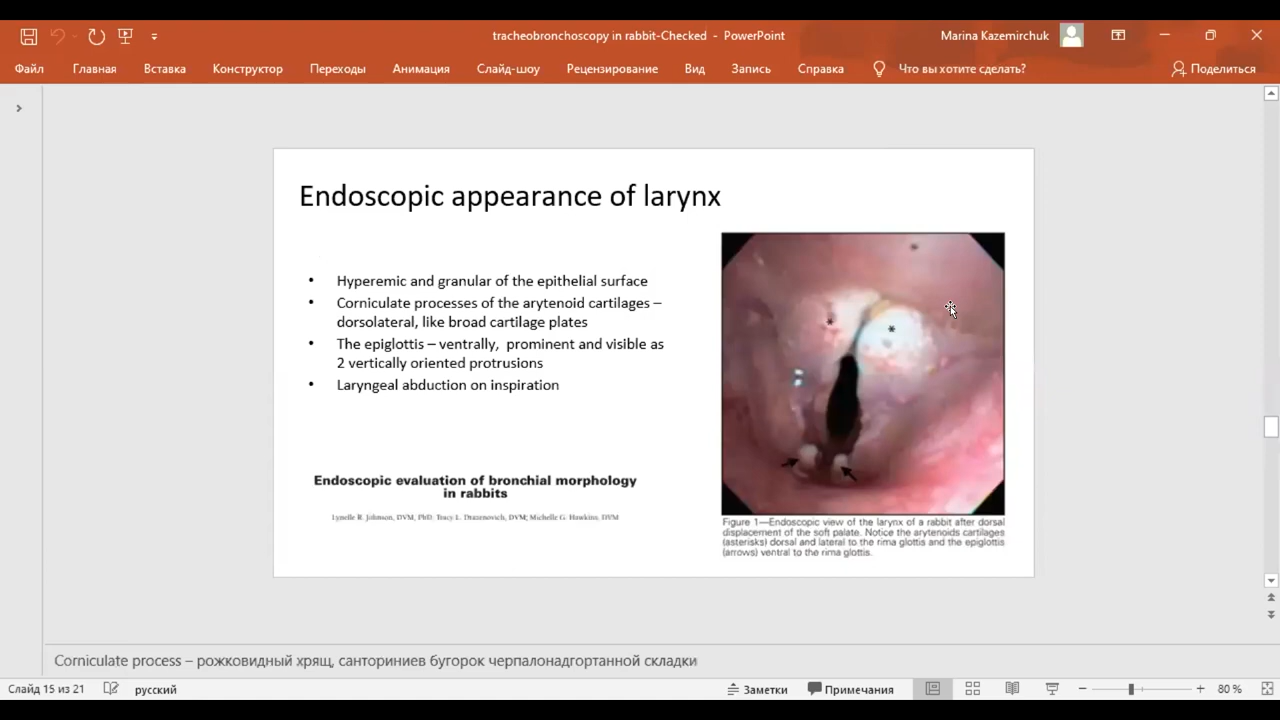 tracheobronchoscopy in rabbit-Checked - PowerPoint
Marina Kazemirchuk
Файл Главная Вставка Конструктор Переходы Анимация Слайд-шоу Рецензирование Вид Запись Справка Что вы хотите сделать? Поделиться
Endoscopic appearance of larynx
• Hyperemic and granular of the epithelial surface
• Corniculate processes of the arytenoid cartilages –
dorsolateral, like broad cartilage plates
• The epiglottis – ventrally, prominent and visible as
2 vertically oriented protrusions
• Laryngeal abduction on inspiration
Endoscopic evaluation of bronchial morphology
in rabbits
Lynelle R. Johnson, DVM, PhD; Tracy L. Drazenovich, DVM; Michelle G. Hawkins, DVM
* *
Figure 1—Endoscopic view of the larynx of a rabbit after dorsal
displacement of the soft palate. Notice the arytenoids cartilages
(asterisks) dorsal and lateral to the rima glottis and the epiglottis
(arrows) ventral to the rima glottis.
Corniculate process – рожковидный хрящ, санториниев бугорок черпалонадгортанной складки
Слайд 15 из 21 русский Заметки Примечания 80 %